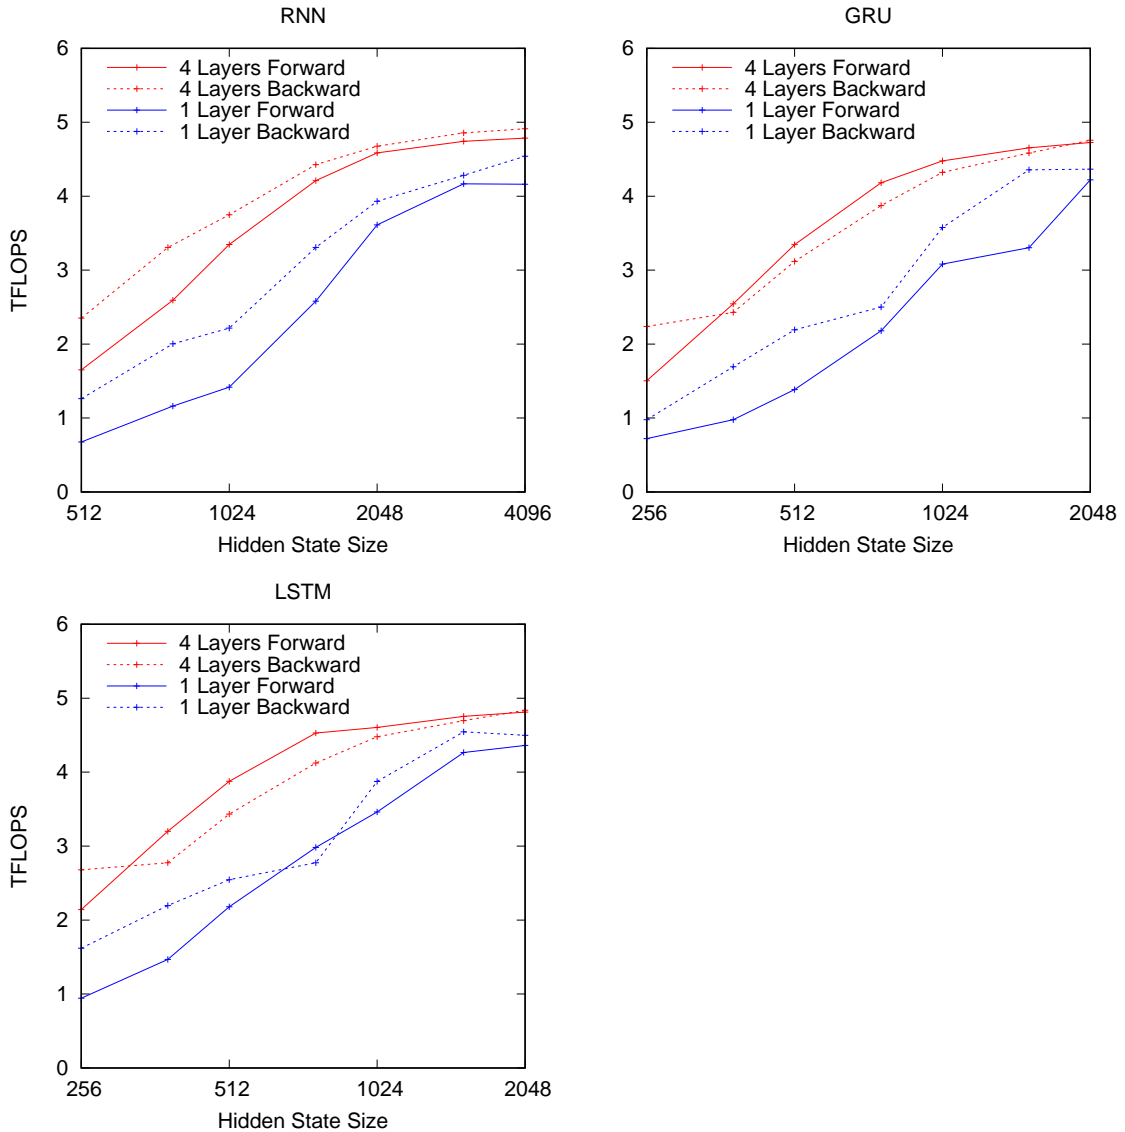 RNN
6
5
4
3
2
1
0
TFLOPS
4 Layers Forward
4 Layers Backward
1 Layer Forward
1 Layer Backward
512 1024 2048 4096
Hidden State Size
GRU
6
5
4
3
2
1
0
4 Layers Forward
4 Layers Backward
1 Layer Forward
1 Layer Backward
256 512 1024 2048
Hidden State Size
LSTM
6
5
4
3
2
1
0
TFLOPS
4 Layers Forward
4 Layers Backward
1 Layer Forward
1 Layer Backward
256 512 1024 2048
Hidden State Size